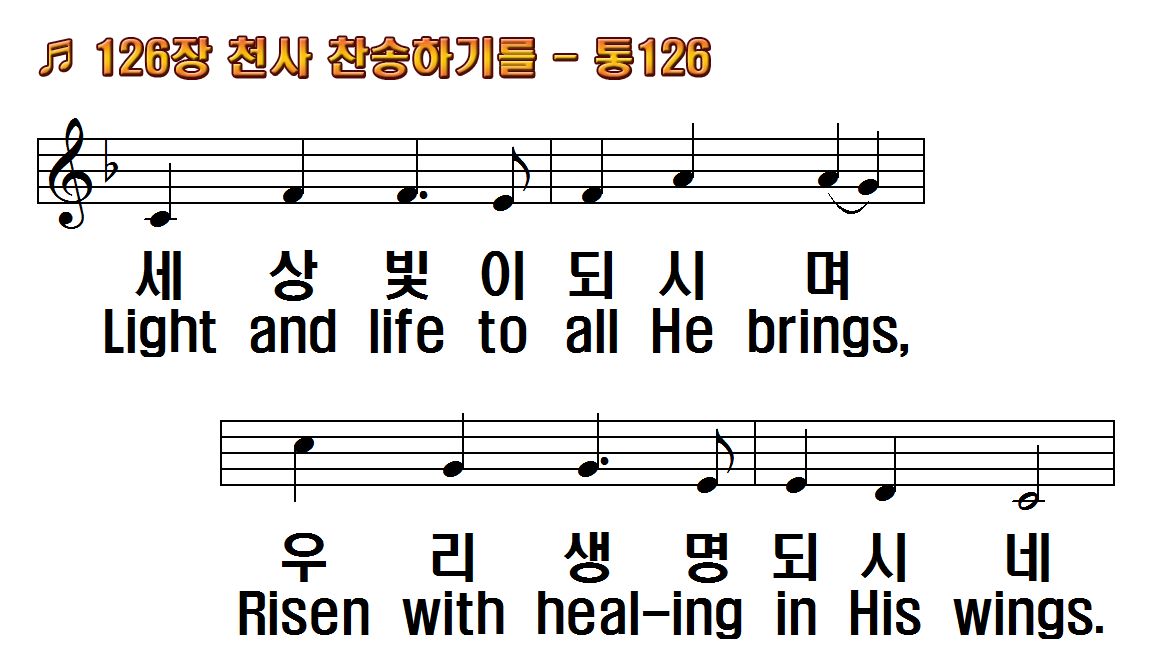 ♬ 126장 천사 찬송하기를 - 통126
세 상 빛 이 되 시 며
Light and life to all He brings,
우 리 생 명 되 시 네
Risen with heal-ing in His wings.